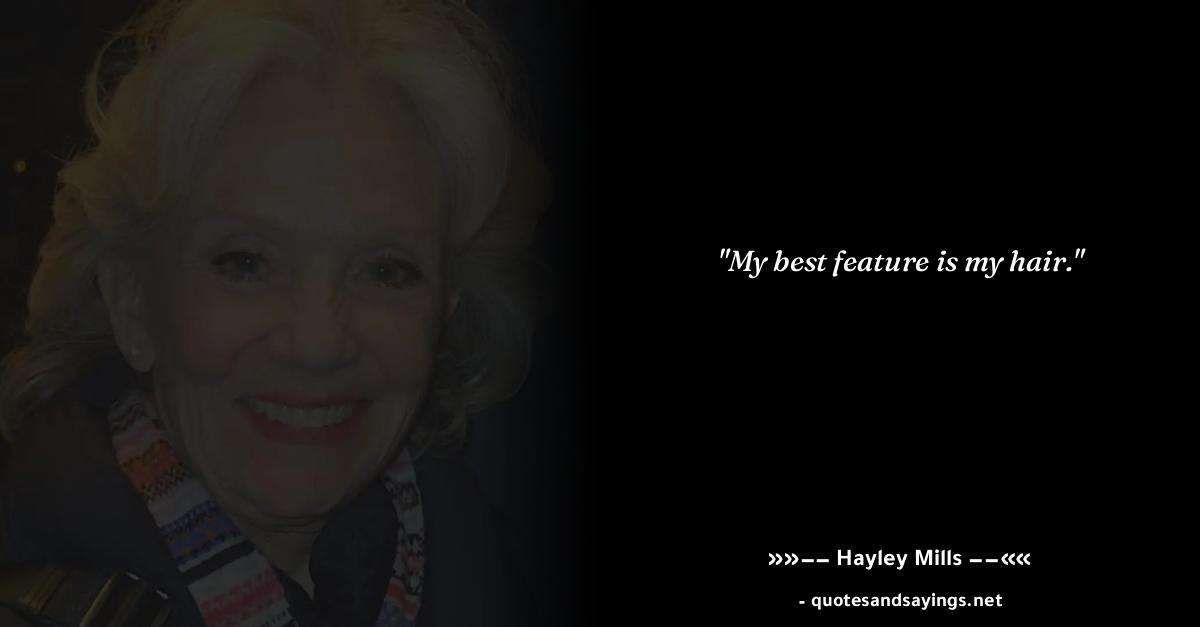 "My best feature is my hair."
»»–– Hayley Mills ––««
- quotesandsayings.net